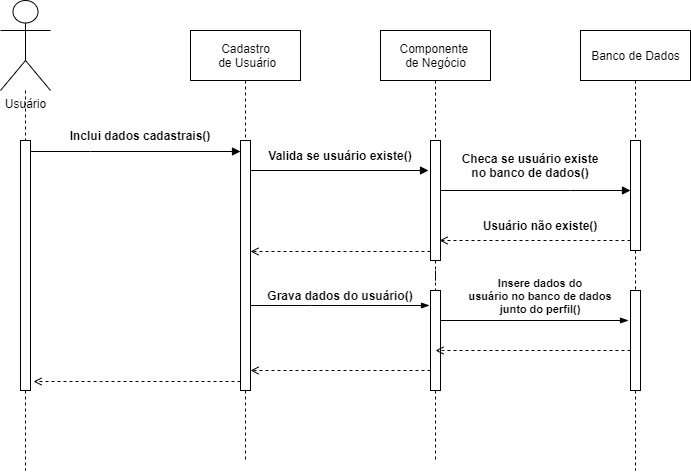 Cadastro
de Usuário
Componente
de Negócio
Banco de Dados
Usuário
Inclui dados cadastrais()
Valida se usuário existe()
Checa se usuário existe
no banco de dados()
Usuário não existe()
Grava dados do usuário()
Insere dados do
usuário no banco de dados
junto do perfil()